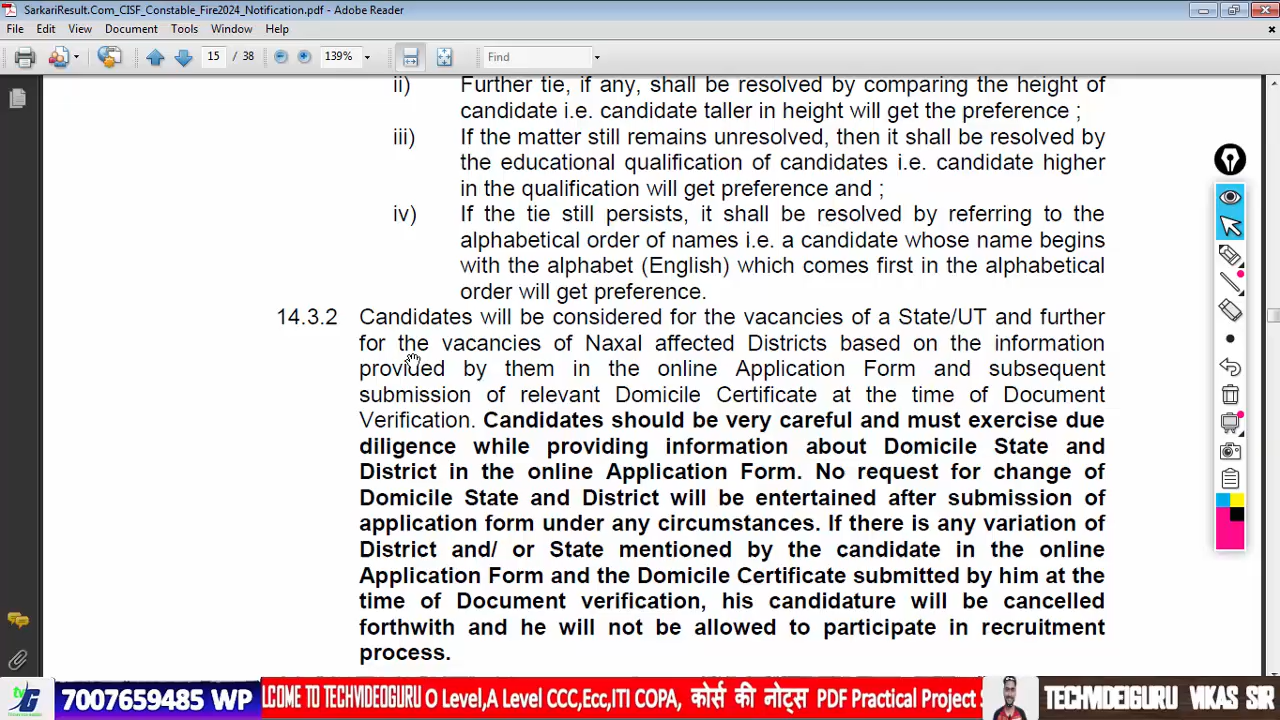 SarkariResult.Com_CISF_Constable_Fire2024_Notification.pdf - Adobe Reader
File Edit View Document Tools Window Help
15 / 38 139% Find
ii) Further tie, if any, shall be resolved by comparing the height of
candidate i.e. candidate taller in height will get the preference ;
iii) If the matter still remains unresolved, then it shall be resolved by
the educational qualification of candidates i.e. candidate higher
in the qualification will get preference and ;
iv) If the tie still persists, it shall be resolved by referring to the
alphabetical order of names i.e. a candidate whose name begins
with the alphabet (English) which comes first in the alphabetical
order will get preference.
14.3.2 Candidates will be considered for the vacancies of a State/UT and further
for the vacancies of Naxal affected Districts based on the information
provided by them in the online Application Form and subsequent
submission of relevant Domicile Certificate at the time of Document
Verification. Candidates should be very careful and must exercise due
diligence while providing information about Domicile State and
District in the online Application Form. No request for change of
Domicile State and District will be entertained after submission of
application form under any circumstances. If there is any variation of
District and/ or State mentioned by the candidate in the online
Application Form and the Domicile Certificate submitted by him at the
time of Document verification, his candidature will be cancelled
forthwith and he will not be allowed to participate in recruitment
process.
7007659485 WP LCOME TO TECHVIDEOGURU O Level,A Level CCC,Ecc,ITI COPA, कोर्स की नोट्स PDF Practical Project S TECHVIDEIGURU VIKAS SIR